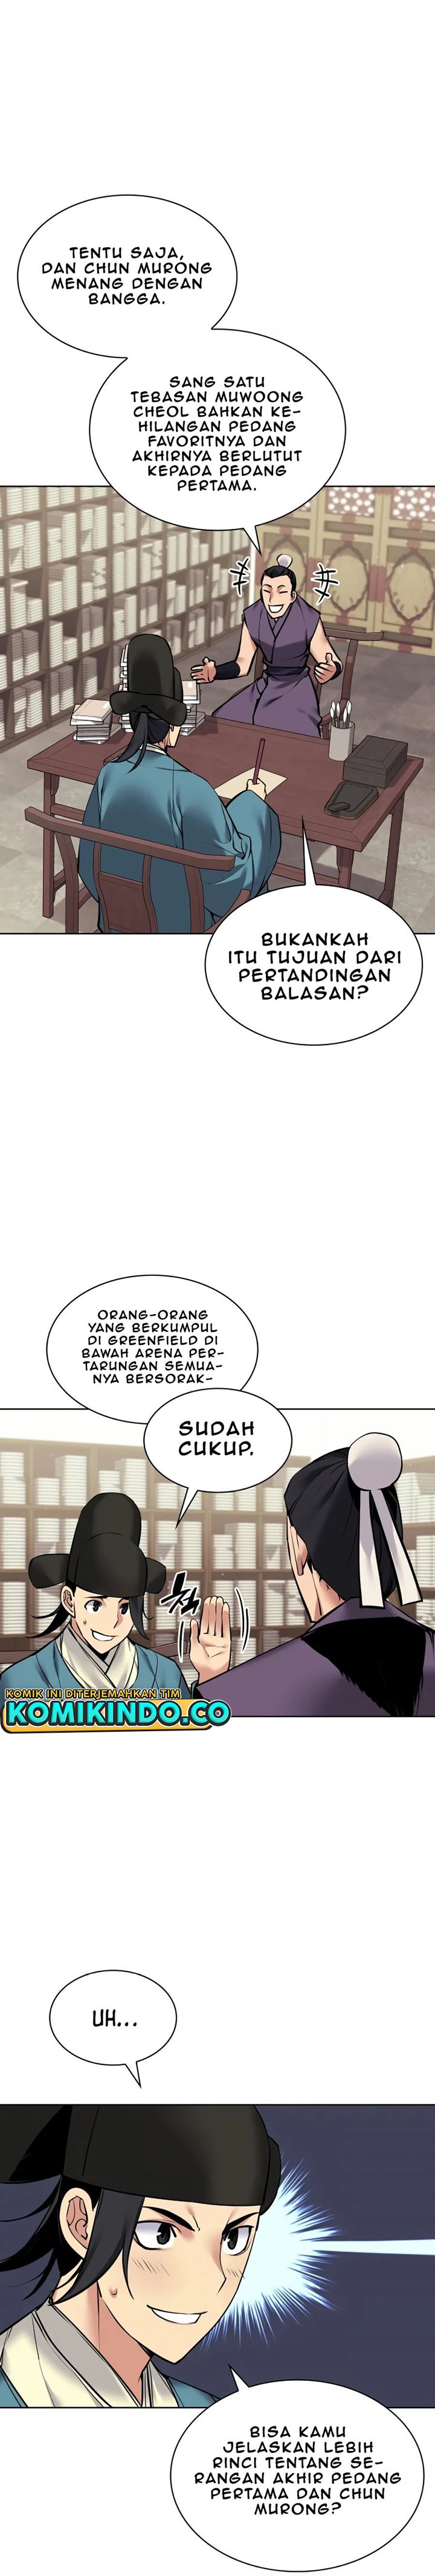 TENTU SAJA,
DAN CHUN MURONG
MENANG DENGAN
BANGGA.
SANG SATU
TEBASAN MUWOONG
CHEOL BAHKAN KE-
HILANGAN PEDANG
FAVORITNYA DAN
AKHIRNYA BERLUTUT
KEPADA PEDANG
PERTAMA.
BUKANKAH
ITU TUJUAN DARI
PERTANDINGAN
BALASAN?
ORANG-ORANG
YANG BERKUMPUL
DI GREENFIELD DI
BAWAH ARENA PER-
TARUNGAN SEMUA-
NYA BERSORAK-
SUDAH
CUKUP.
KOMIK INI DITERJEMAHKAN TIM
KOMIKINDO.CO
UH...
BISA KAMU
JELASKAN LEBIH
RINCI TENTANG SE-
RANGAN AKHIR PEDANG
PERTAMA DAN CHUN
MURONG?